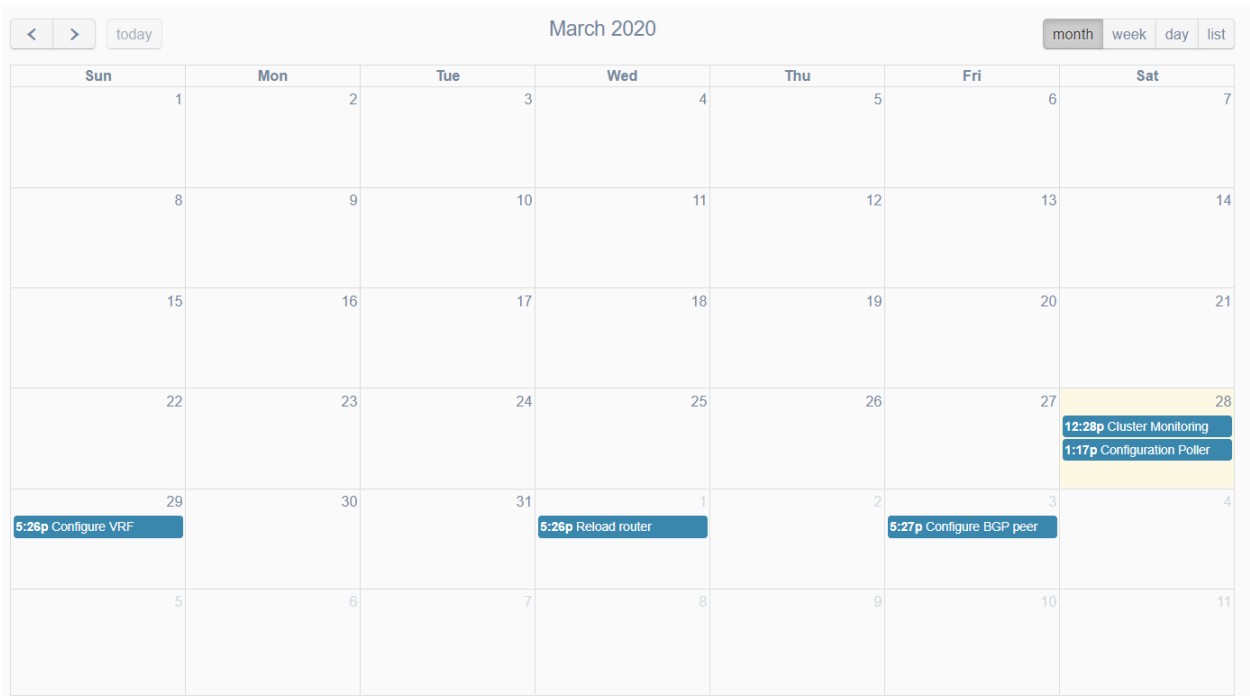 < > today March 2020 month week day list
Sun Mon Tue Wed Thu Fri Sat
1 2 3 4 5 6 7
8 9 10 11 12 13 14
15 16 17 18 19 20 21
22 23 24 25 26 27 28
12:28p Cluster Monitoring
1:17p Configuration Poller
29 30 31 1 2 3 4
5:26p Configure VRF 5:26p Reload router 5:27p Configure BGP peer
5 6 7 8 9 10 11